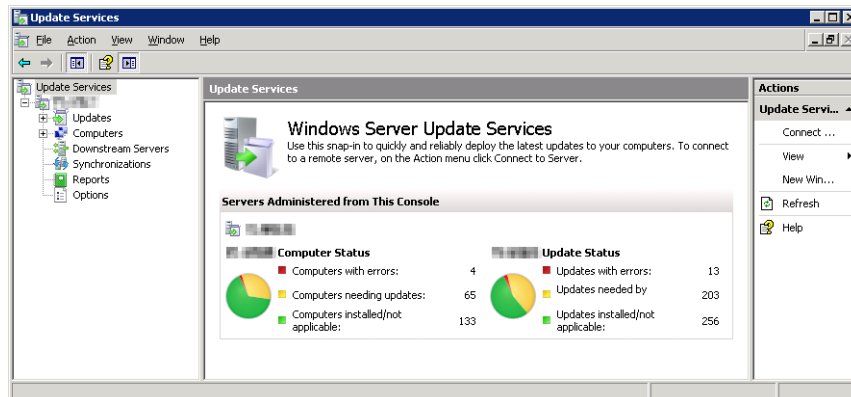 Update Services
File Action View Window Help
Update Services
Updates
Computers
Downstream Servers
Synchronizations
Reports
Options
Update Services
Windows Server Update Services
Use this snap-in to quickly and reliably deploy the latest updates to your computers. To connect
to a remote server, on the Action menu click Connect to Server.
Servers Administered from This Console
Computer Status
Computers with errors: 4
Computers needing updates: 65
Computers installed/not
applicable: 133
Update Status
Updates with errors: 13
Updates needed by 203
Updates installed/not
applicable: 256
Actions
Update Servi...
Connect ...
View
New Win...
Refresh
Help